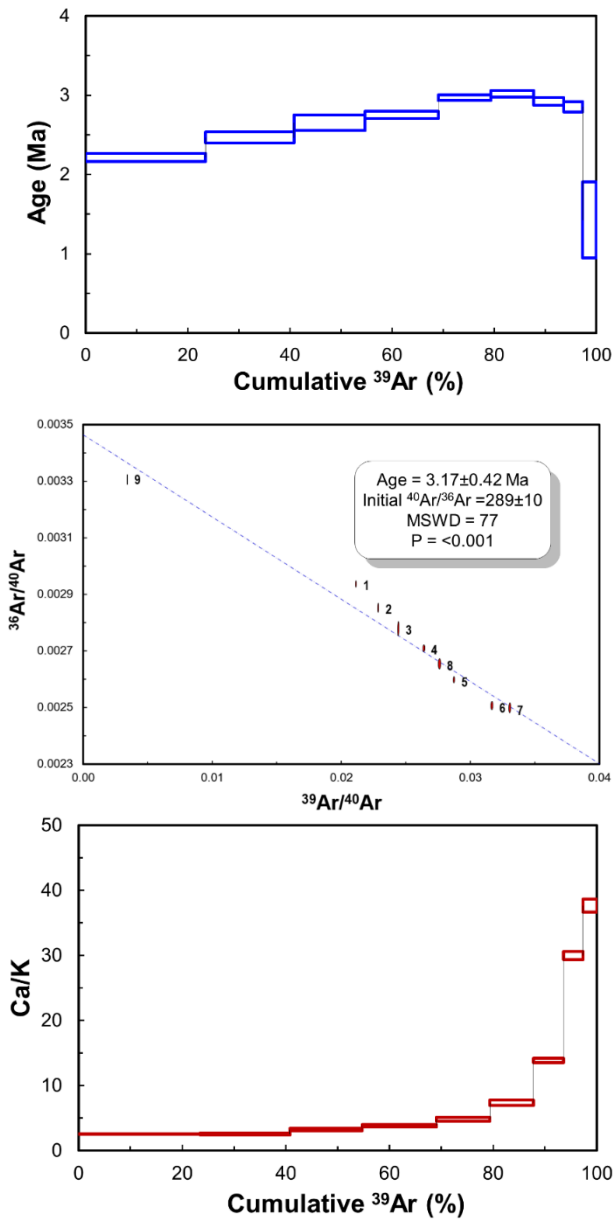 4
3
2
1
0
Age (Ma)
0 20 40 60 80 100
Cumulative ³⁹Ar (%)
0.0035
0.0033
0.0031
0.0029
0.0027
0.0025
0.0023
³⁶Ar/⁴⁰Ar
Age = 3.17±0.42 Ma
Initial ⁴⁰Ar/³⁶Ar =289±10
MSWD = 77
P = <0.001
9
1
2
3
4
8
5
6
7
0.00 0.01 0.02 0.03 0.04
³⁹Ar/⁴⁰Ar
50
40
30
20
10
0
Ca/K
0 20 40 60 80 100
Cumulative ³⁹Ar (%)